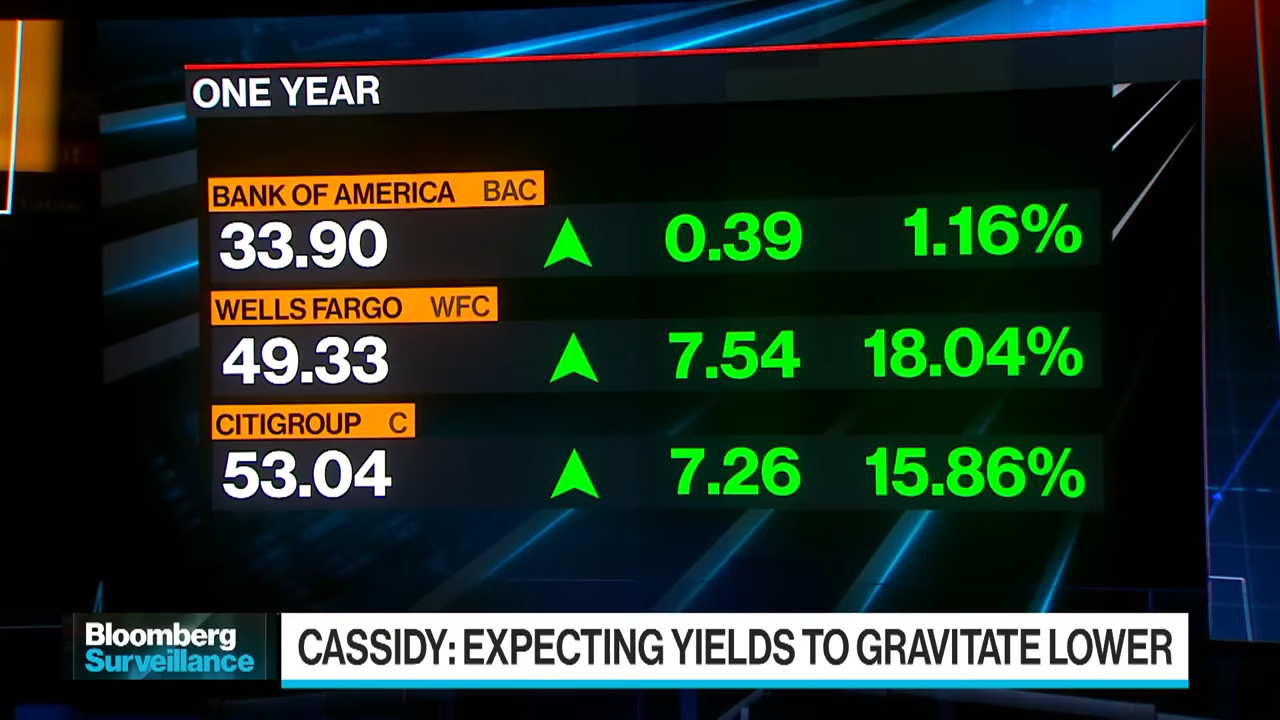 ONE YEAR
BANK OF AMERICA BAC
33.90 0.39 1.16%
WELLS FARGO WFC
49.33 7.54 18.04%
CITIGROUP C
53.04 7.26 15.86%
Bloomberg
Surveillance
CASSIDY: EXPECTING YIELDS TO GRAVITATE LOWER